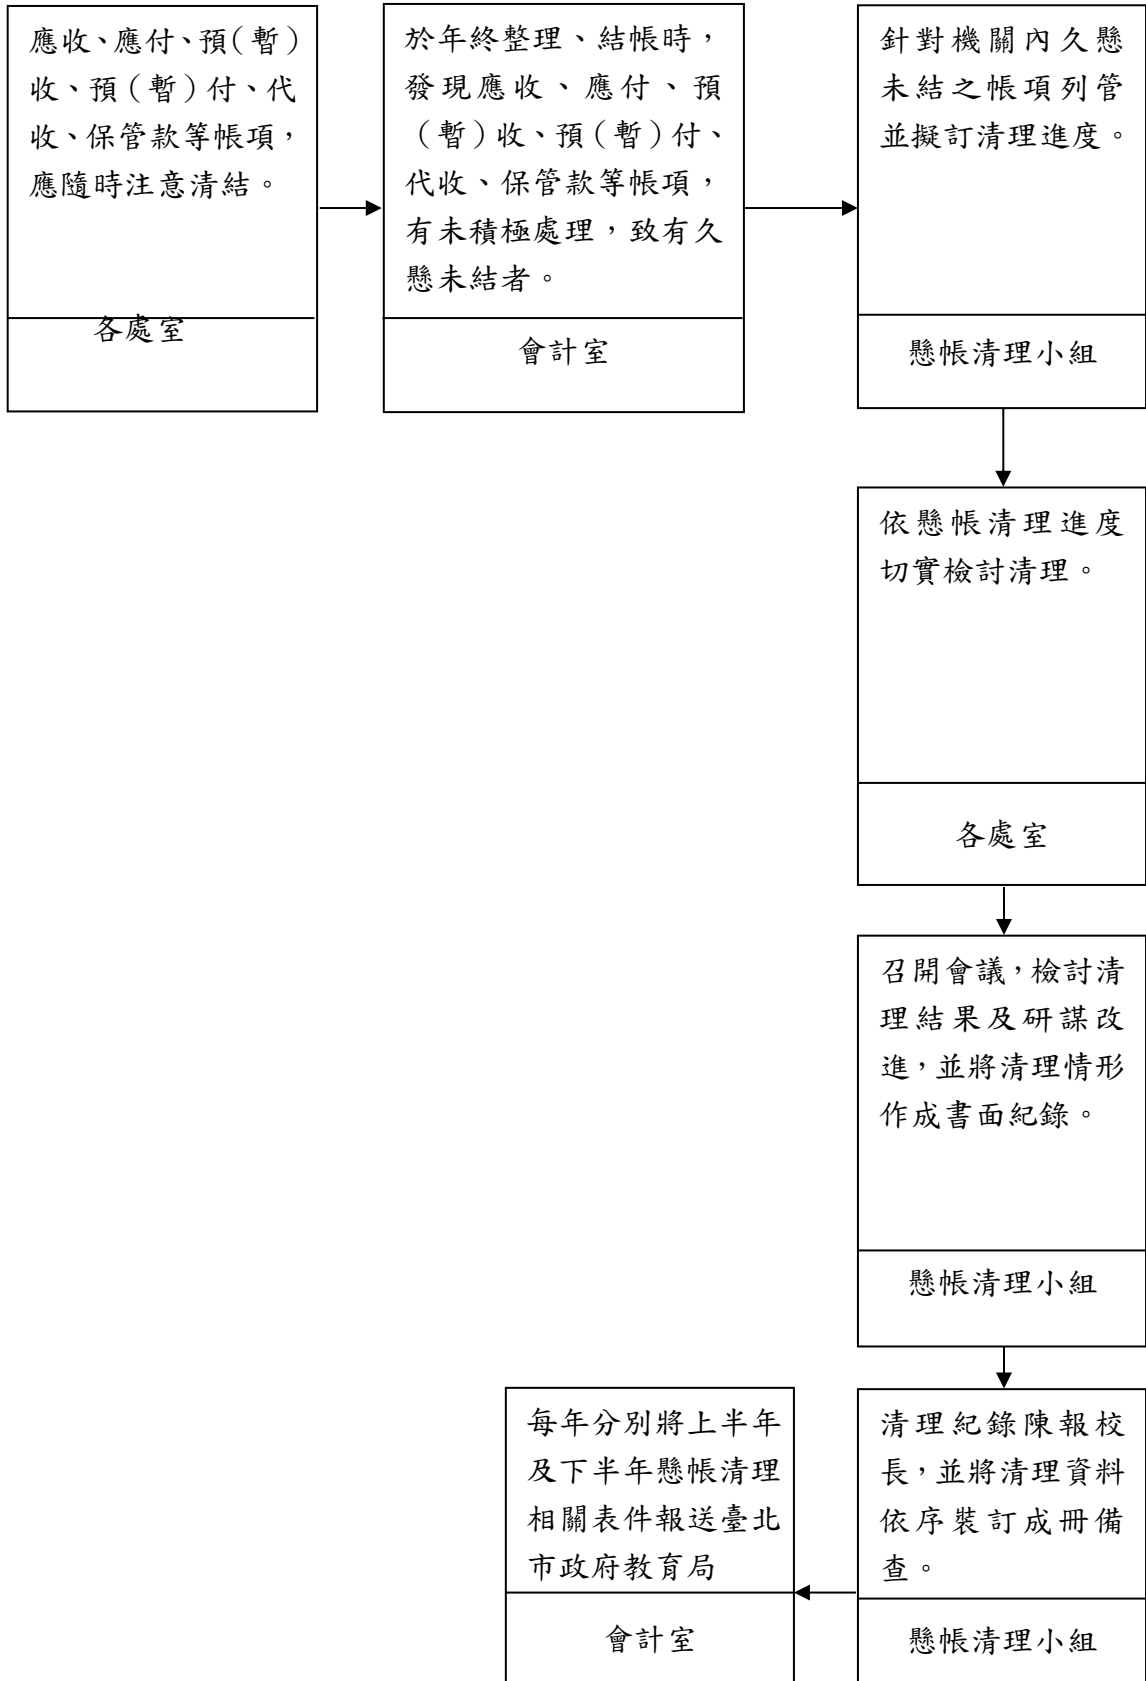 應收、應付、預(暫)
收、預(暫)付、代
收、保管款等帳項，
應隨時注意清結。
各處室
於年終整理、結帳時，
發現應收、應付、預
(暫)收、預(暫)付、
代收、保管款等帳項，
有未積極處理，致有久
懸未結者。
會計室
針對機關內久懸
未結之帳項列管
並擬訂清理進度。
懸帳清理小組
依懸帳清理進度
切實檢討清理。
各處室
召開會議，檢討清
理結果及研謀改
進，並將清理情形
作成書面紀錄。
懸帳清理小組
清理紀錄陳報校
長，並將清理資料
依序裝訂成冊備
查。
懸帳清理小組
每年分別將上半年
及下半年懸帳清理
相關表件報送臺北
市政府教育局
會計室